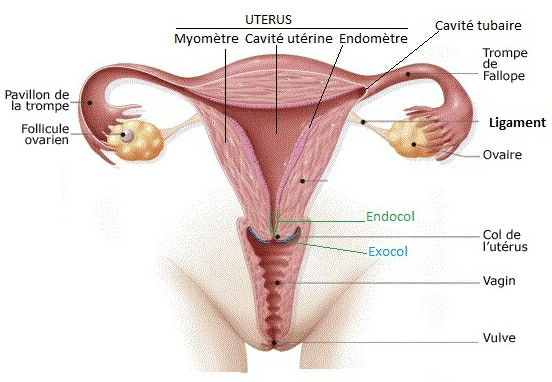 UTERUS
Myomètre Cavité utérine Endomètre
Cavité tubaire
Trompe
de
Fallope
Pavillon de
la trompe
Follicule
ovarien
Ligament
Ovaire
Endocol
Col de
l'utérus
Exocol
Vagin
Vulve